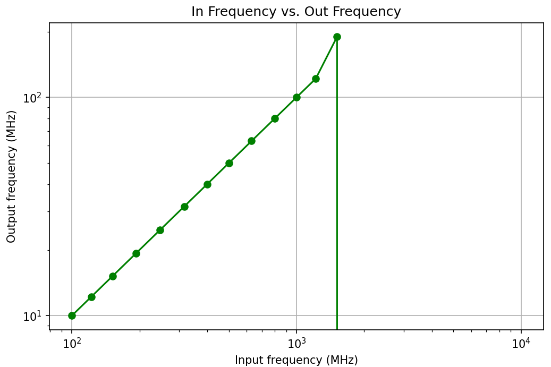 In Frequency vs. Out Frequency
Output frequency (MHz)
10²
10¹
10² 10³ 10⁴
Input frequency (MHz)